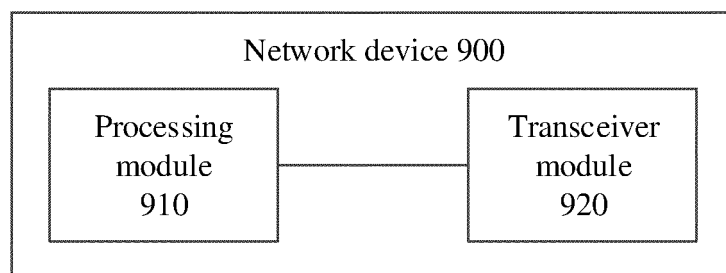 Network device 900
Processing
module
910
Transceiver
module
920